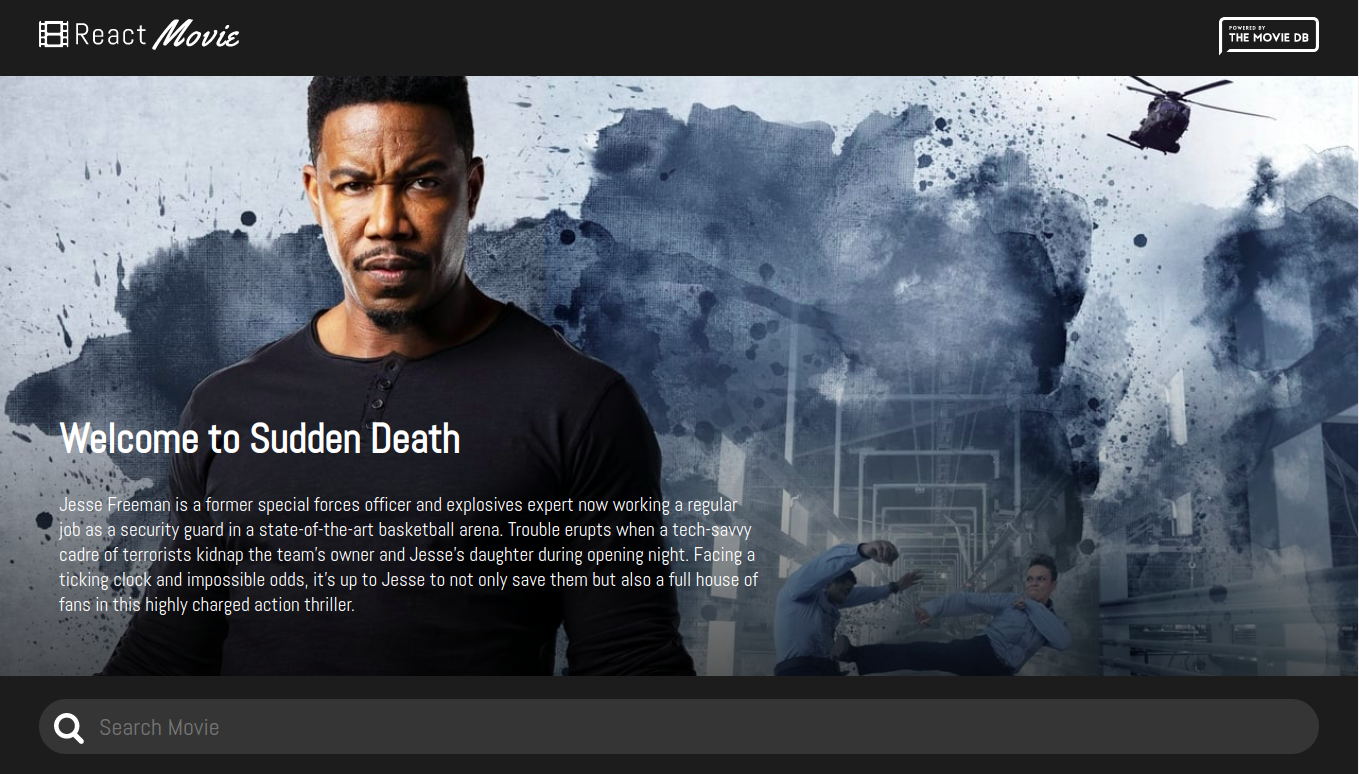 React Movie
POWERED BY
THE MOVIE DB
Welcome to Sudden Death
Jesse Freeman is a former special forces officer and explosives expert now working a regular
job as a security guard in a state-of-the-art basketball arena. Trouble erupts when a tech-savvy
cadre of terrorists kidnap the team's owner and Jesse's daughter during opening night. Facing a
ticking clock and impossible odds, it's up to Jesse to not only save them but also a full house of
fans in this highly charged action thriller.
Search Movie